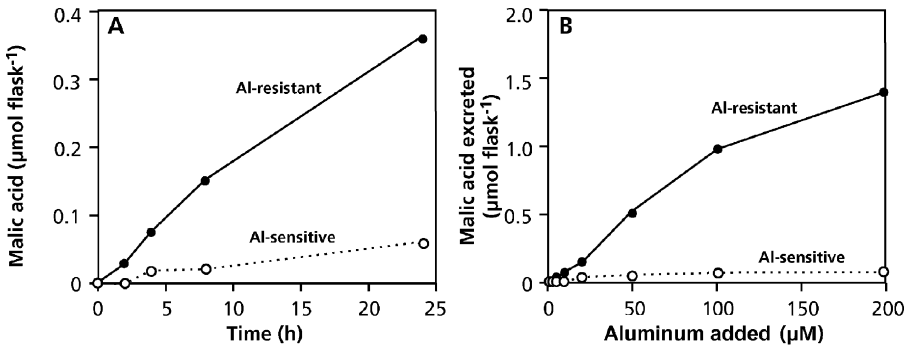 A
Malic acid (µmol flask⁻¹)
0.4
0.3
0.2
0.1
0
Al-resistant
Al-sensitive
0
5
10
15
20
25
Time (h)
B
Malic acid excreted
(µmol flask⁻¹)
2.0
1.5
1.0
0.5
0
Al-resistant
Al-sensitive
0
50
100
150
200
Aluminum added (µM)